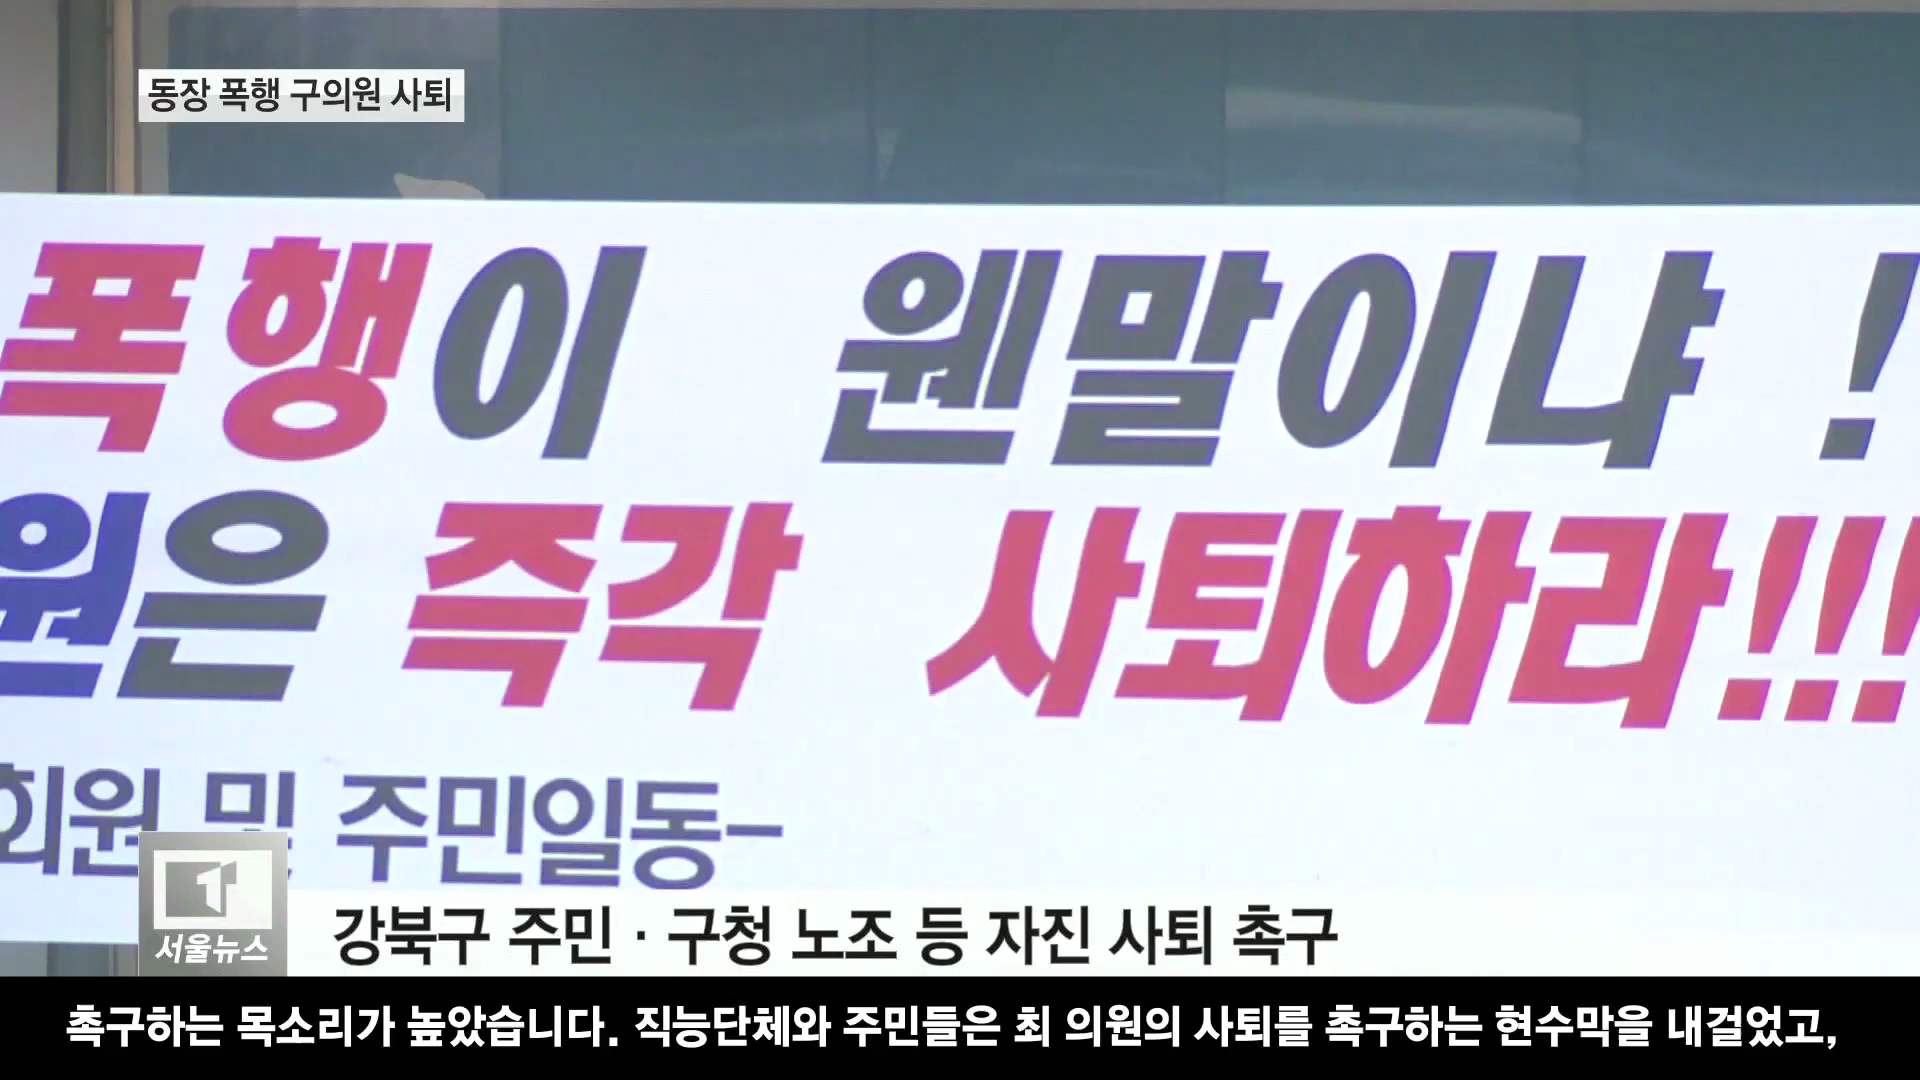 동장 폭행 구의원 사퇴
폭행이 웬말이냐 !
원은 즉각 사퇴하라!!!
회원 및 주민일동-
서울뉴스
강북구 주민 · 구청 노조 등 자진 사퇴 촉구
촉구하는 목소리가 높았습니다. 직능단체와 주민들은 최 의원의 사퇴를 촉구하는 현수막을 내걸었고,